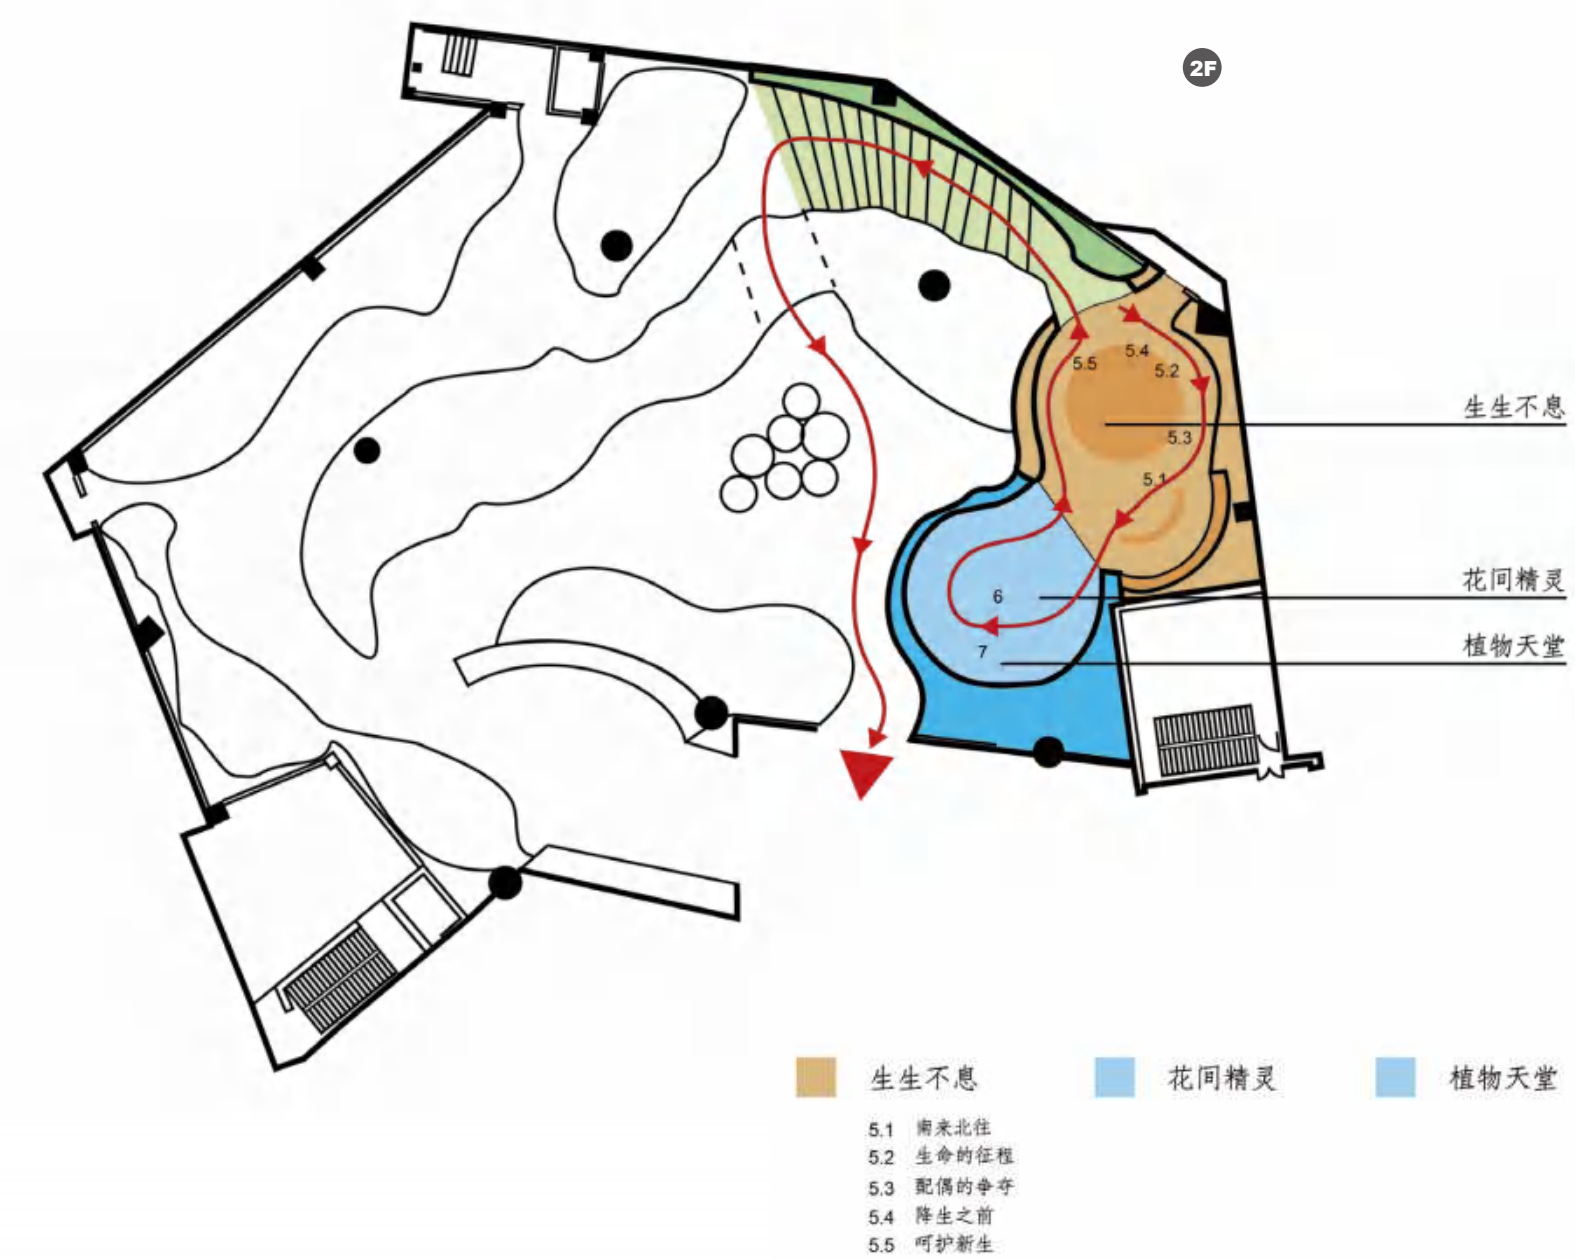 2F
5.4
5.5
5.2
生生不息
5.3
5.1
花间精灵
6
植物天堂
7
生生不息
花间精灵
植物天堂
5.1 南来北往
5.2 生命的征程
5.3 配偶的争夺
5.4 降生之前
5.5 呵护新生